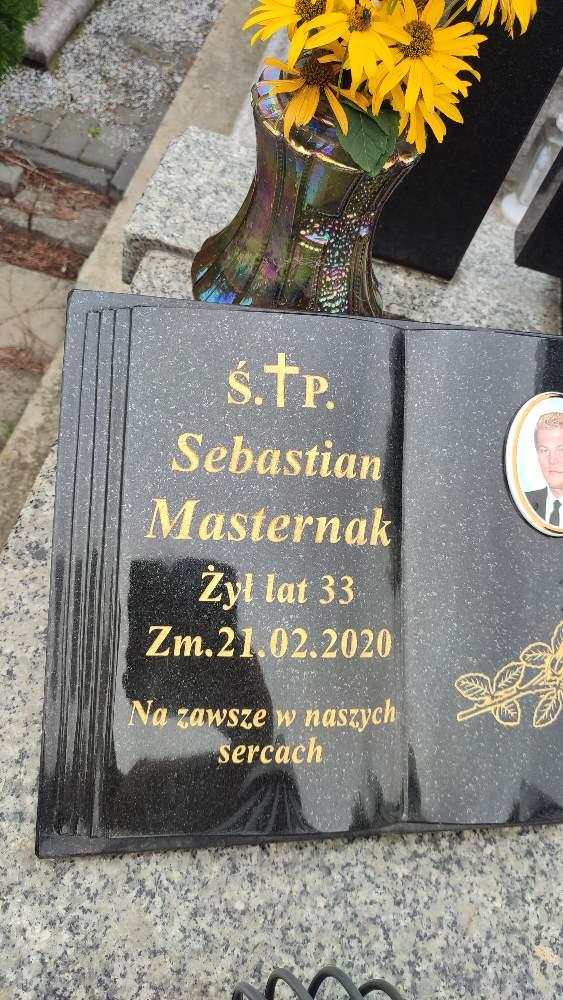 Ś.†P.
Sebastian
Masternak
Żył lat 33
Zm.21.02.2020
Na zawsze w naszych
sercach